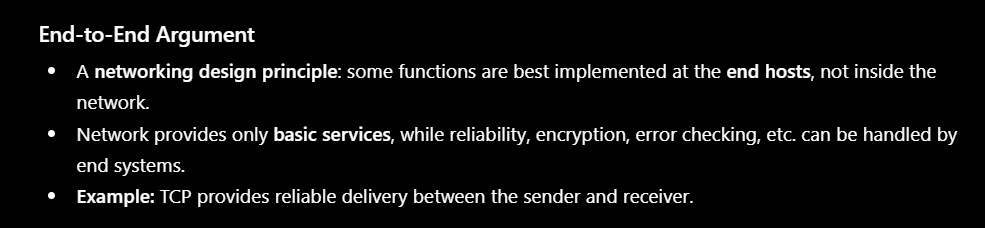 End-to-End Argument
• A networking design principle: some functions are best implemented at the end hosts, not inside the
network.
• Network provides only basic services, while reliability, encryption, error checking, etc. can be handled by
end systems.
• Example: TCP provides reliable delivery between the sender and receiver.